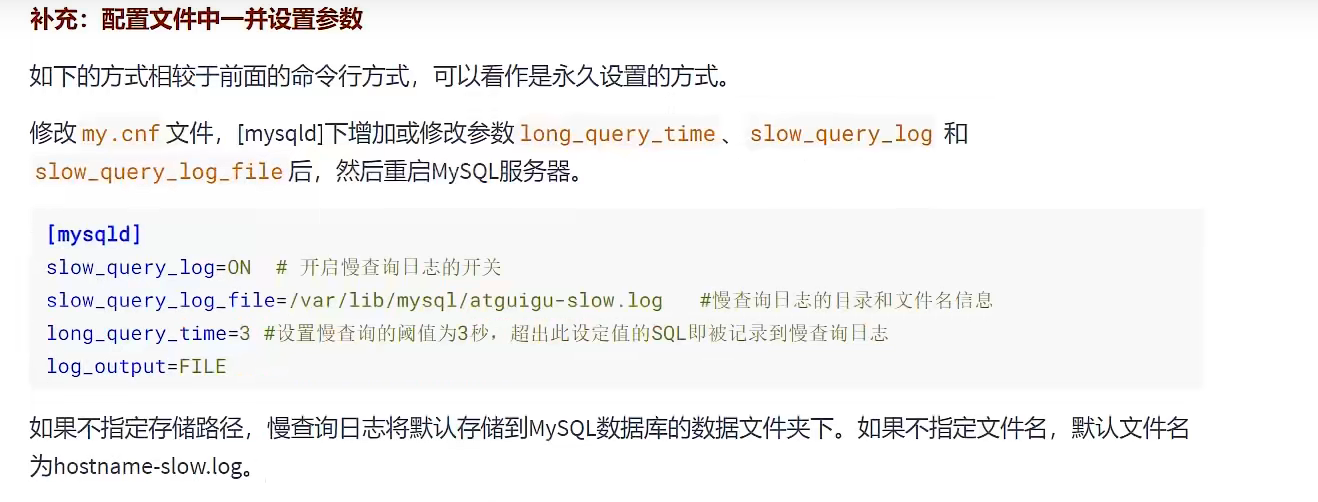 补充：配置文件中一并设置参数
如下的方式相较于前面的命令行方式，可以看作是永久设置的方式。
修改 my.cnf 文件，[mysqld]下增加或修改参数 long_query_time 、 slow_query_log 和
slow_query_log_file 后，然后重启MySQL服务器。
[mysqld]
slow_query_log=ON  # 开启慢查询日志的开关
slow_query_log_file=/var/lib/mysql/atguigu-slow.log   #慢查询日志的目录和文件名信息
long_query_time=3 #设置慢查询的阈值为3秒，超出此设定值的SQL即被记录到慢查询日志
log_output=FILE
如果不指定存储路径，慢查询日志将默认存储到MySQL数据库的数据文件夹下。如果不指定文件名，默认文件名
为hostname-slow.log。